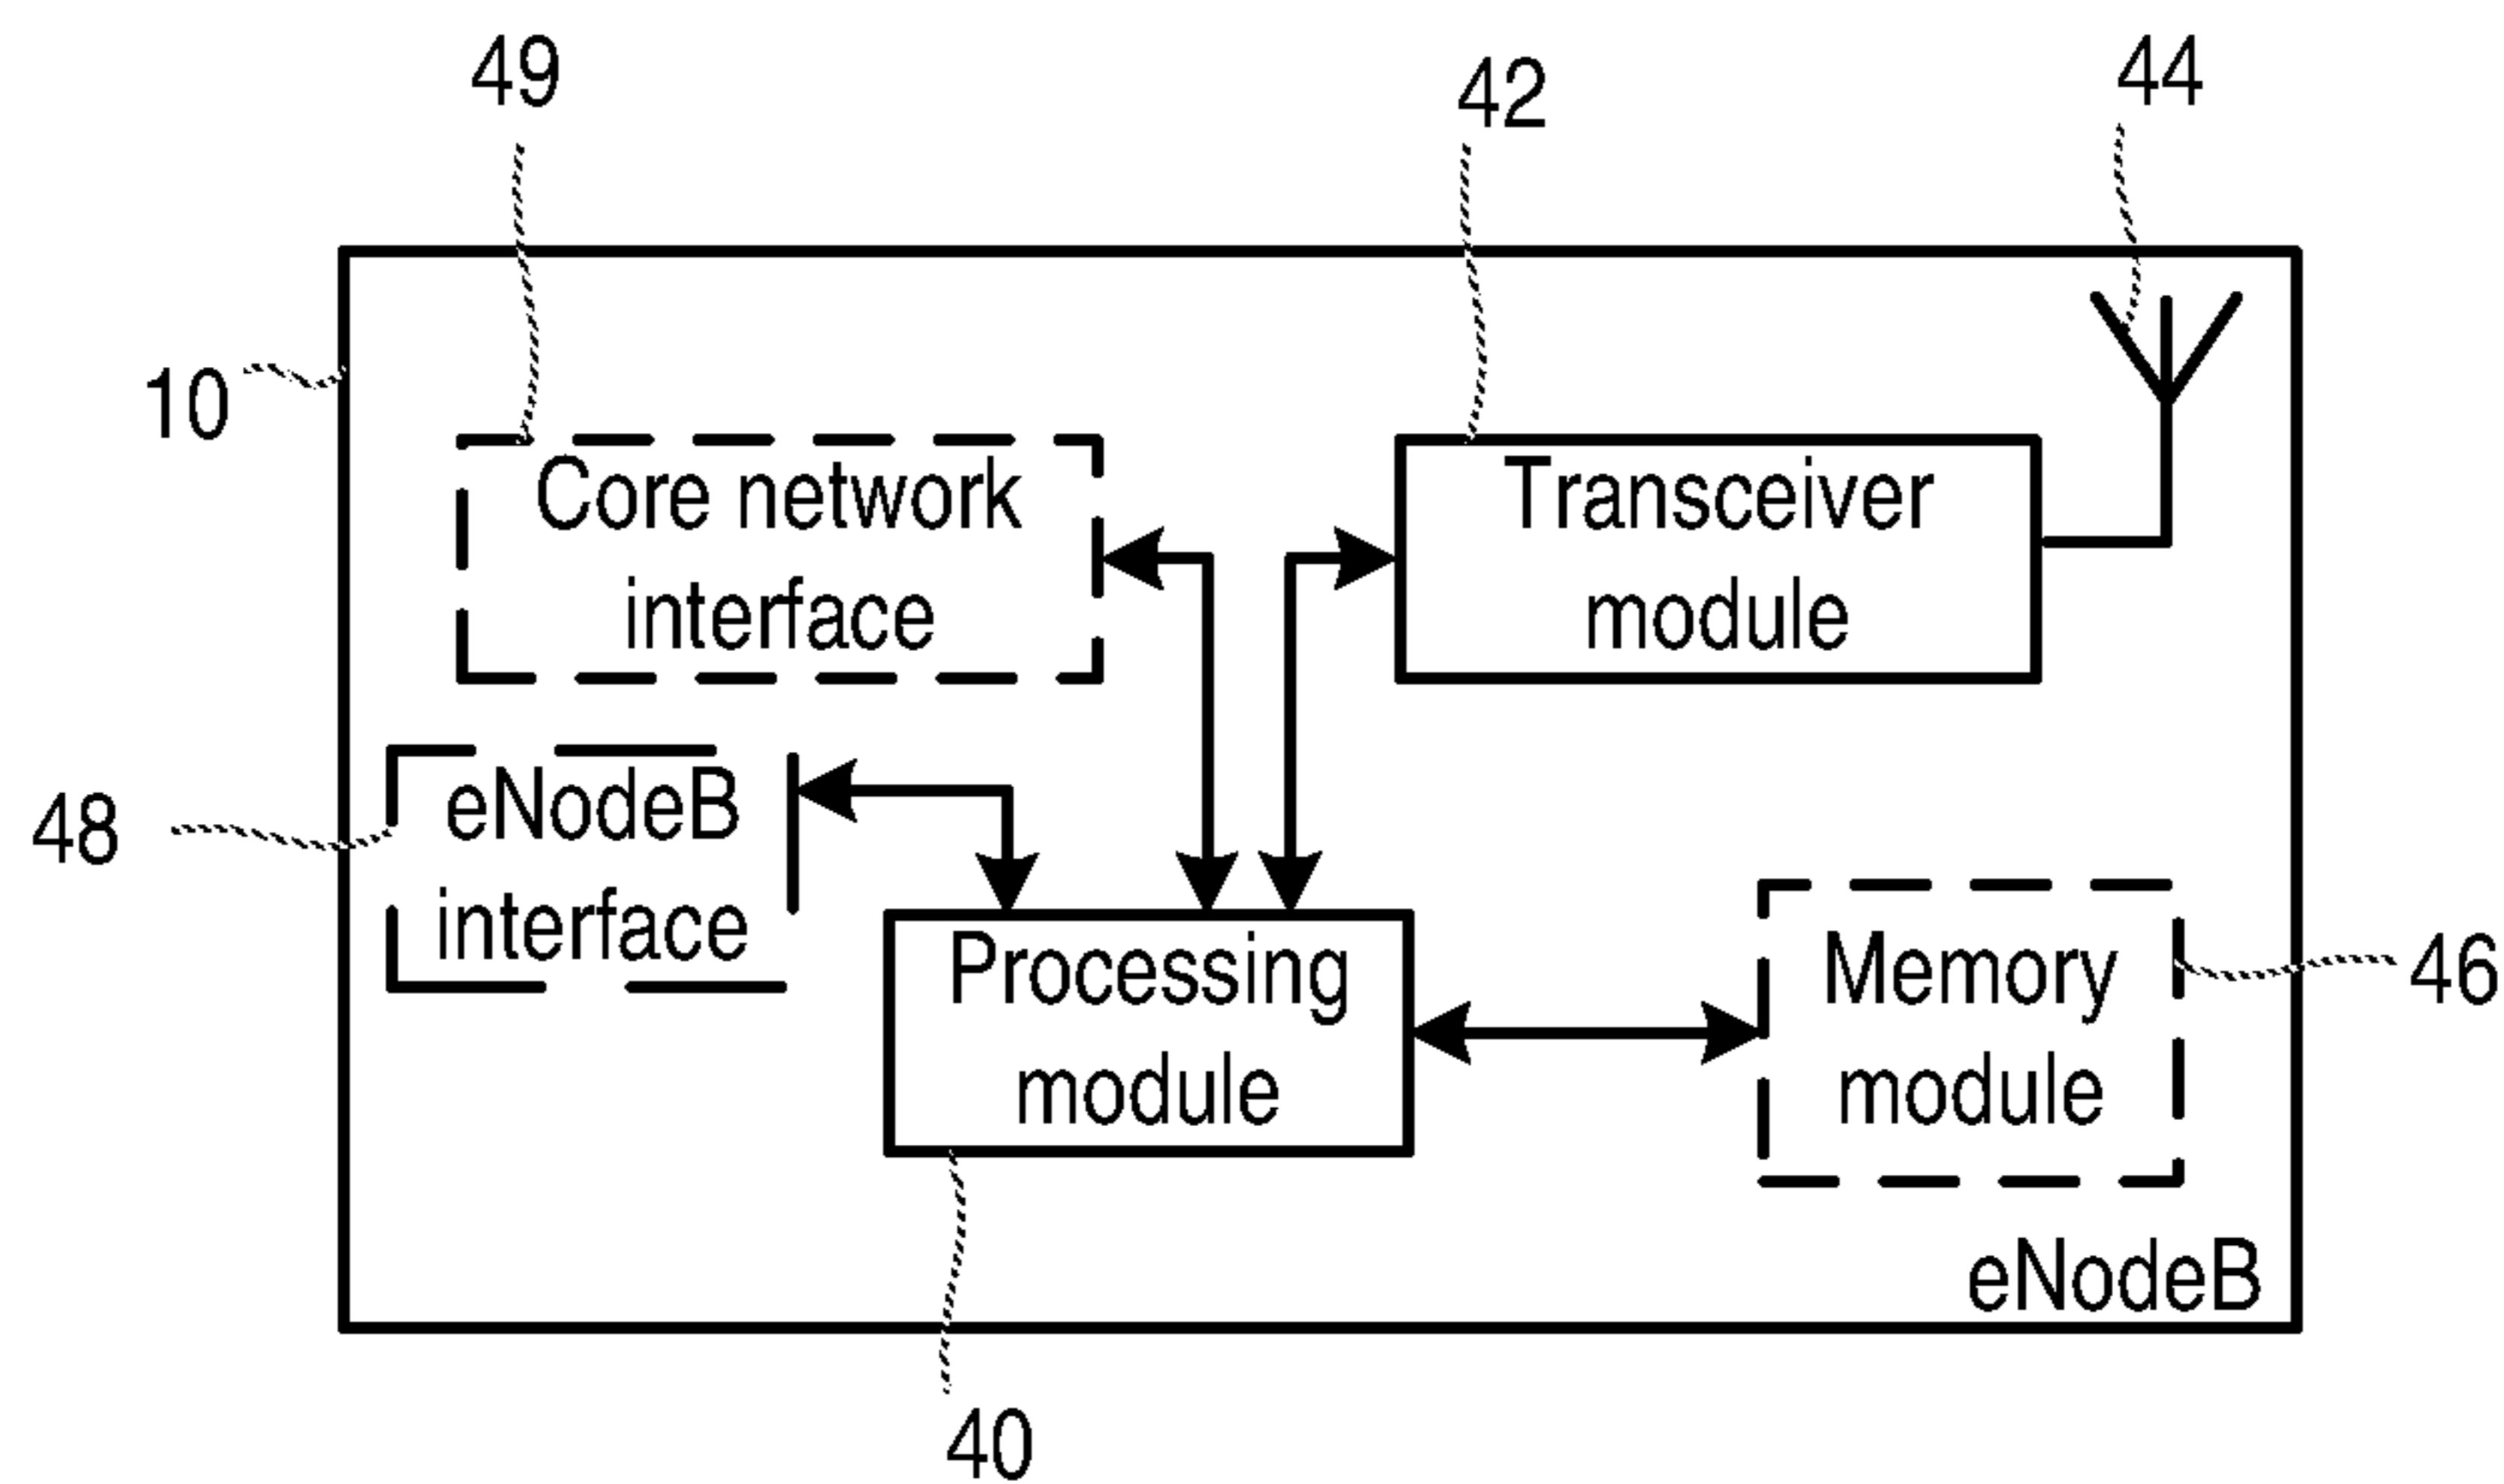 49
42
44
10
Core network
interface
Transceiver
module
48
eNodeB
interface
Processing
module
Memory
module
46
eNodeB
40